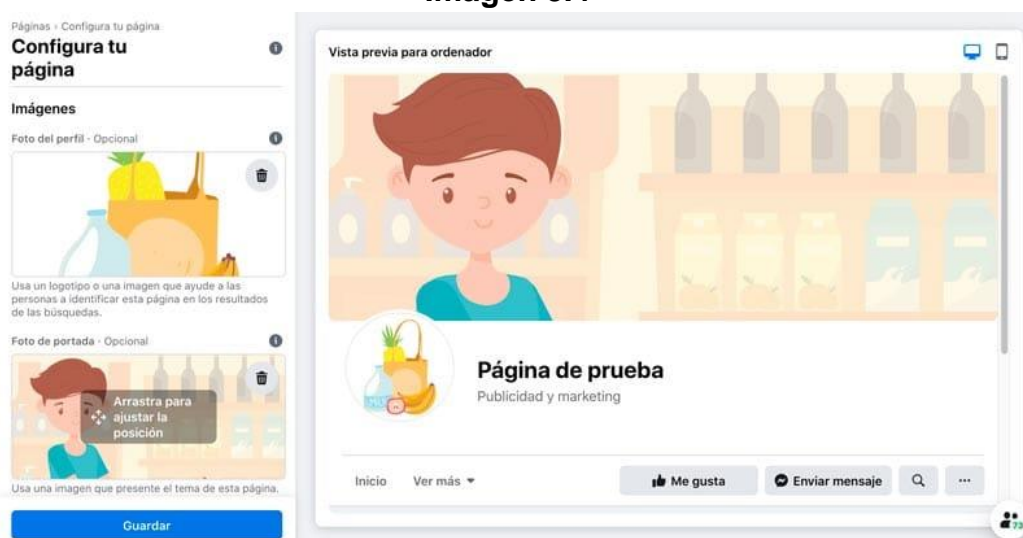 Páginas › Configura tu página
Configura tu
página
Imágenes
Foto del perfil · Opcional
Usa un logotipo o una imagen que ayude a las
personas a identificar esta página en los resultados
de las búsquedas.
Foto de portada · Opcional
Arrastra para
ajustar la
posición
Usa una imagen que presente el tema de esta página.
Guardar
Vista previa para ordenador
Página de prueba
Publicidad y marketing
Inicio Ver más
Me gusta Enviar mensaje
73